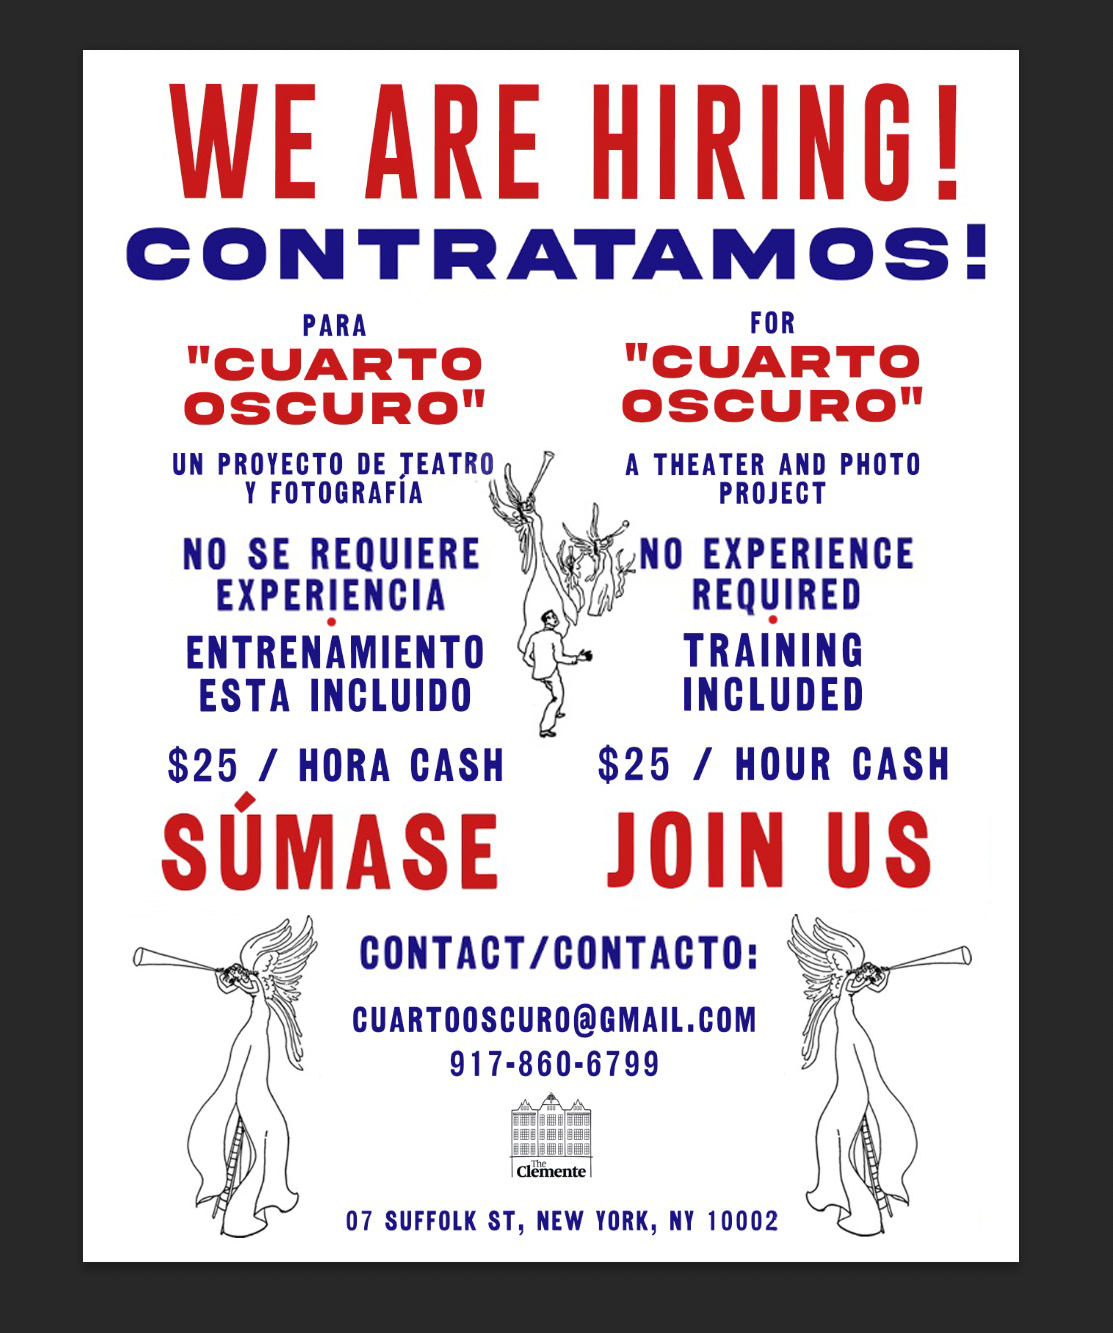 WE ARE HIRING!
CONTRATAMOS!
PARA
"CUARTO
OSCURO"
UN PROYECTO DE TEATRO
Y FOTOGRAFÍA
NO SE REQUIERE
EXPERIENCIA
ENTRENAMIENTO
ESTA INCLUIDO
$25 / HORA CASH
SÚMASE
FOR
"CUARTO
OSCURO"
A THEATER AND PHOTO
PROJECT
NO EXPERIENCE
REQUIRED
TRAINING
INCLUDED
$25 / HOUR CASH
JOIN US
CONTACT/CONTACTO:
CUARTOOSCURO@GMAIL.COM
917-860-6799
The
Clemente
07 SUFFOLK ST, NEW YORK, NY 10002